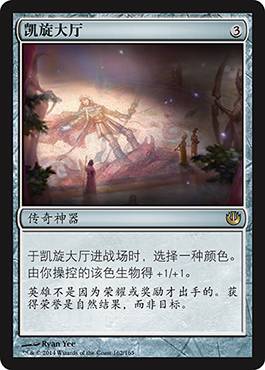 凯旋大厅 3
传奇神器
于凯旋大厅进战场时，选择一种颜色。
由你操控的该色生物得 +1/+1。
英雄不是因为荣耀或奖励才出手的。获
得荣誉是自然结果，而非目标。
Ryan Yee
™ & © 2014 Wizards of the Coast 162/165